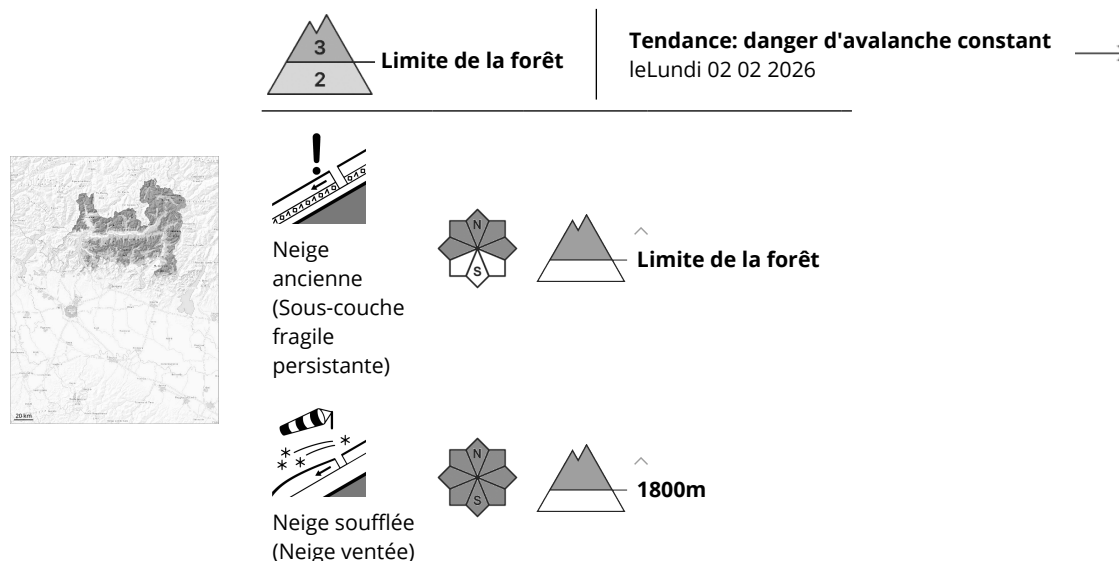 3
2
Limite de la forêt
Tendance: danger d'avalanche constant
leLundi 02 02 2026
20 km
Neige
ancienne
(Sous-couche
fragile
persistante)
N
S
Limite de la forêt
Neige soufflée
(Neige ventée)
N
S
1800m